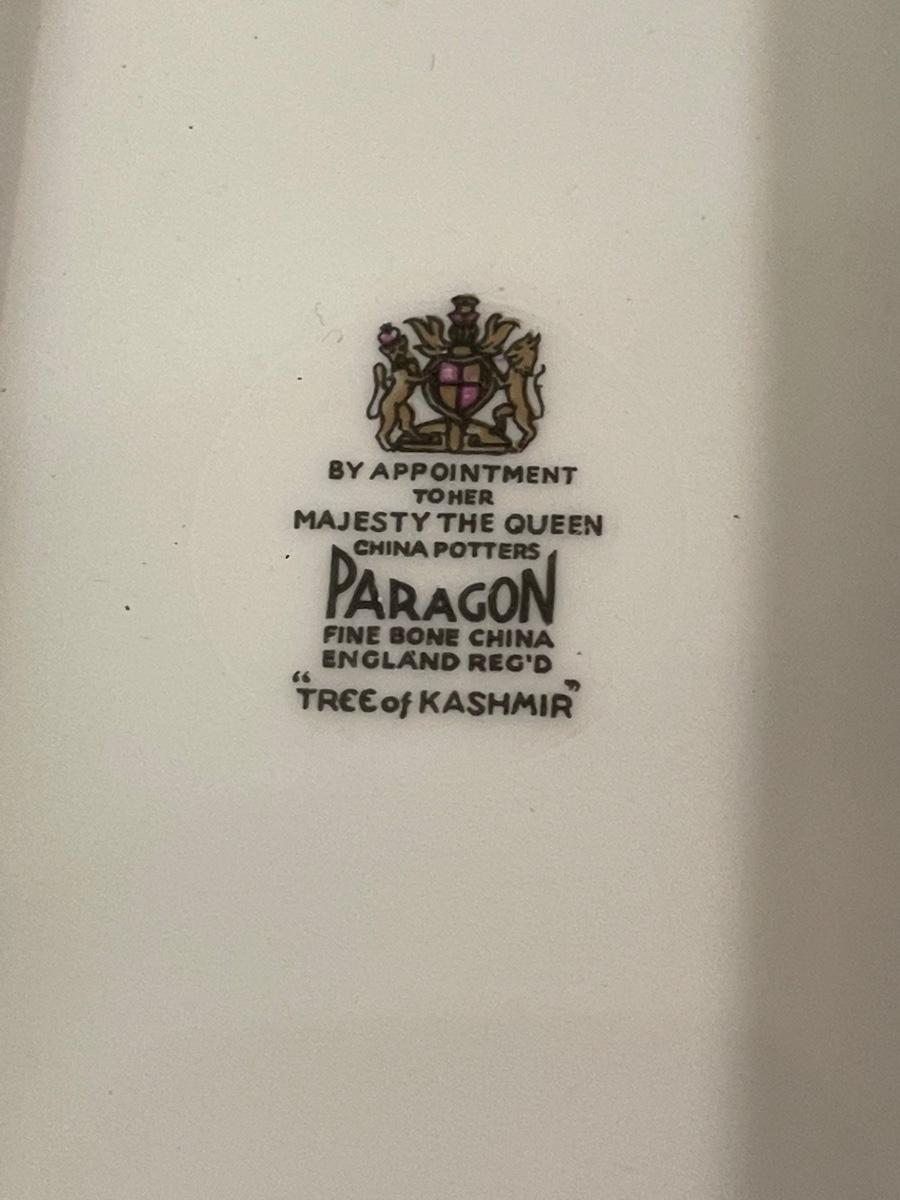 BY APPOINTMENT
TO HER
MAJESTY THE QUEEN
CHINA POTTERS
PARAGON
FINE BONE CHINA
ENGLAND REG'D
"TREE of KASHMIR"